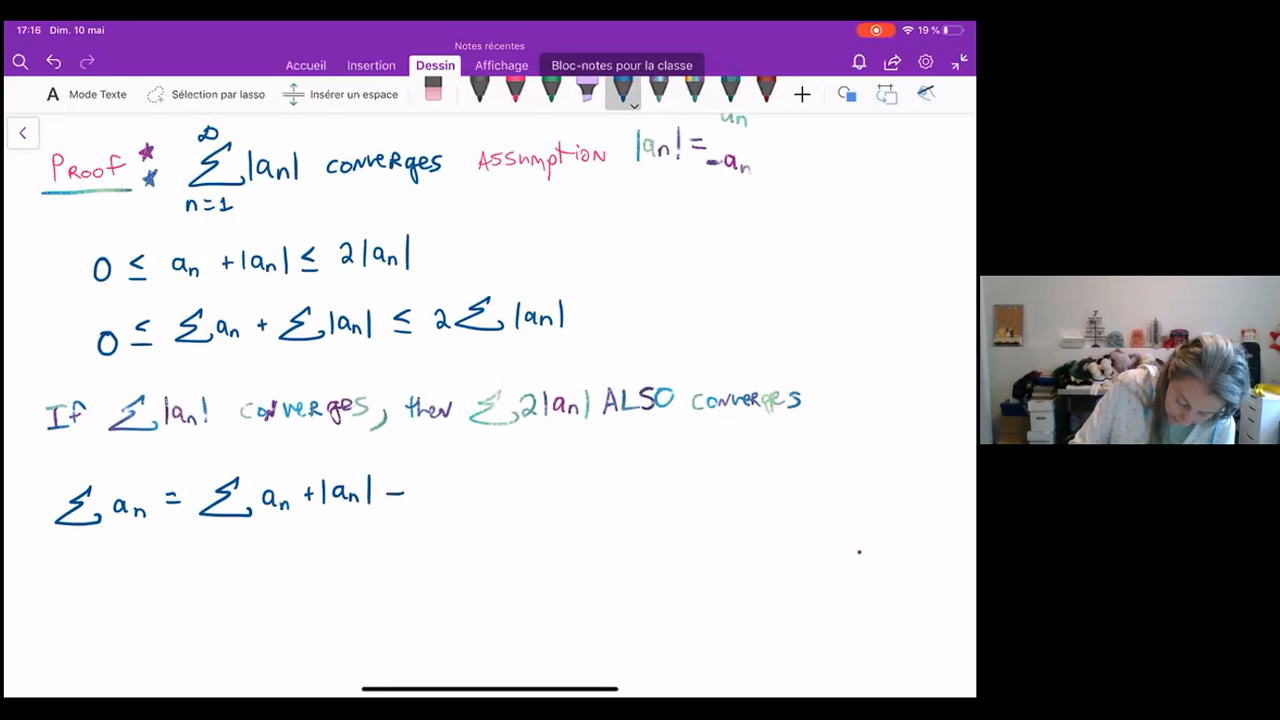 17:16 Dim. 10 mai 19 %
Notes récentes
Accueil Insertion Dessin Affichage Bloc-notes pour la classe
A Mode Texte Sélection par lasso Insérer un espace
PROOF ∞∑n=1 |an| converges ASSUMPTION |an| = an -an
0 ≤ an + |an| ≤ 2|an|
0 ≤ ∑an + ∑|an| ≤ 2∑|an|
If ∑|an| converges, then ∑2|an| ALSO converges
∑an = ∑an + |an| –